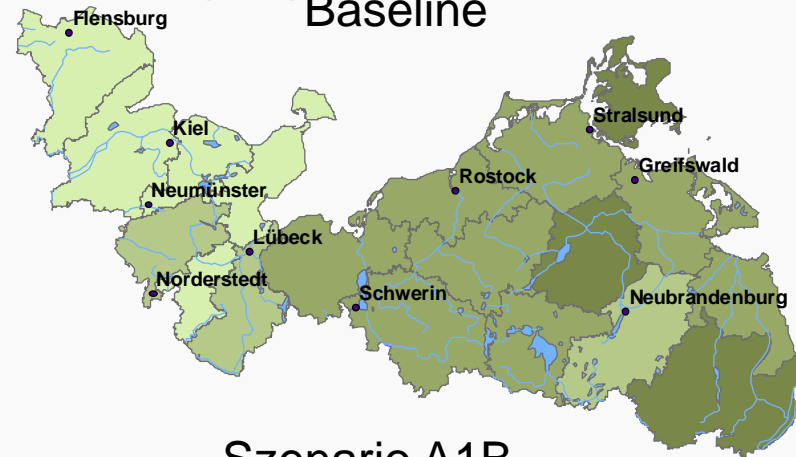 Baseline
Flensburg
Kiel
Stralsund
Greifswald
Rostock
Neumünster
Lübeck
Norderstedt
Schwerin
Neubrandenburg
Szenario A1B